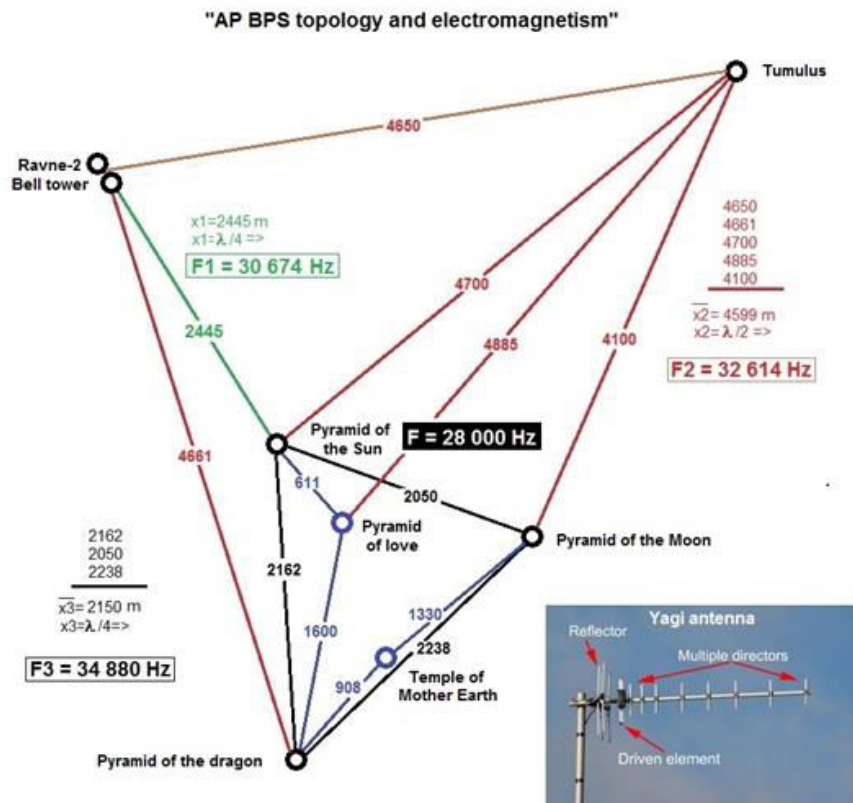 "AP BPS topology and electromagnetism"
Tumulus
4650
Ravne-2
Bell tower
x1=2445 m
x1=λ/4 =>
F1 = 30 674 Hz
4650
4661
4700
4885
4100
x2= 4599 m
x2=λ/2 =>
F2 = 32 614 Hz
4700
4885
4100
2445
4661
Pyramid of
the Sun
F = 28 000 Hz
611
2050
Pyramid
of love
Pyramid of the Moon
2162
2050
2238
x3= 2150 m
x3=λ/4=>
F3 = 34 880 Hz
2162
1600
1330
2238
908
Temple of
Mother Earth
Pyramid of the dragon
Yagi antenna
Reflector
Multiple directors
Driven element